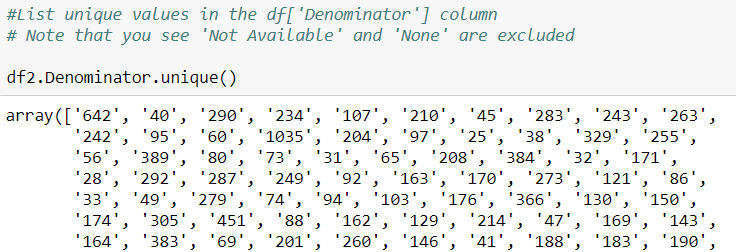 #List unique values in the df['Denominator'] column
# Note that you see 'Not Available' and 'None' are excluded
df2.Denominator.unique()
array(['642', '40', '290', '234', '107', '210', '45', '283', '243', '263',
'242', '95', '60', '1035', '204', '97', '25', '38', '329', '255',
'56', '389', '80', '73', '31', '65', '208', '384', '32', '171',
'28', '292', '287', '249', '92', '163', '170', '273', '121', '86',
'33', '49', '279', '74', '94', '103', '176', '366', '130', '150',
'174', '305', '451', '88', '162', '129', '214', '47', '169', '143',
'164', '383', '69', '201', '260', '146', '41', '188', '183', '190',